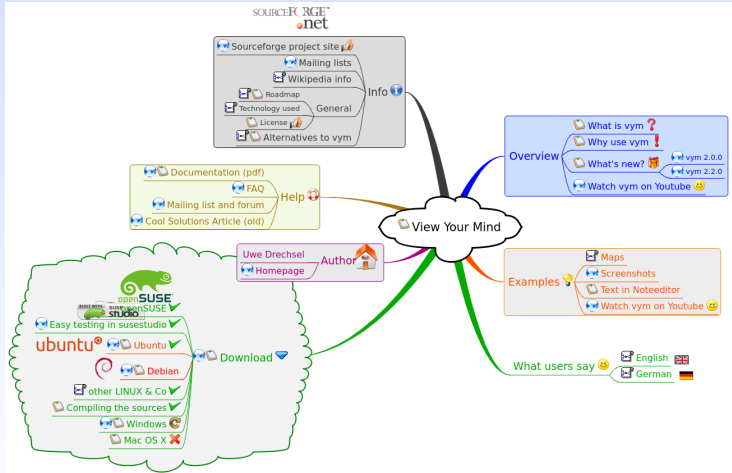 SOURCEFORGE™
.net
Sourceforge project site
Mailing lists
Wikipedia info
Roadmap
Technology used
License
General
Alternatives to vym
Info
Overview
What is vym
Why use vym
What's new?
vym 2.0.0
vym 2.2.0
Watch vym on Youtube
Documentation (pdf)
FAQ
Mailing list and forum
Cool Solutions Article (old)
Help
View Your Mind
Uwe Drechsel
Homepage
Author
Examples
Maps
Screenshots
Text in Noteeditor
Watch vym on Youtube
What users say
English
German
openSUSE
BUILT WITH SUSE studio
openSUSE
Easy testing in susestudio
ubuntu
Ubuntu
Debian
other LINUX & Co
Compiling the sources
Windows
Mac OS X
Download